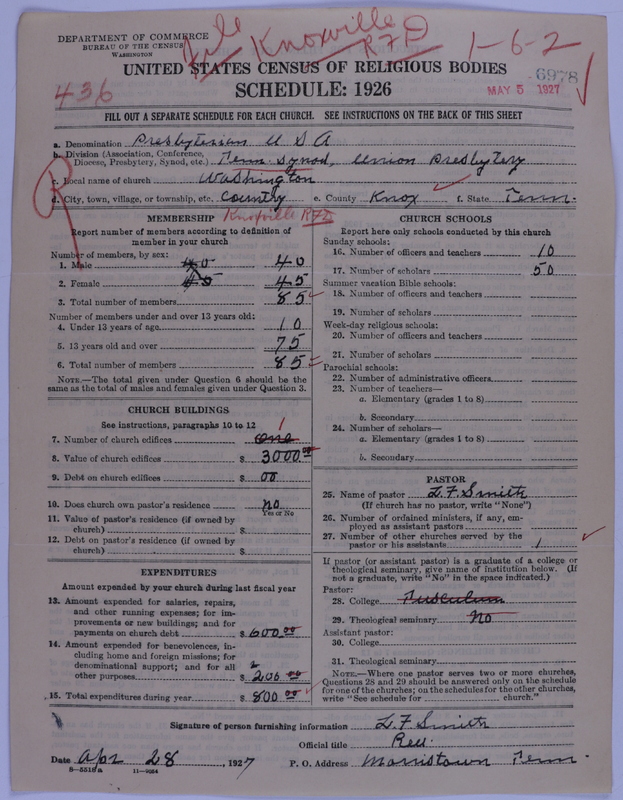 File Knoxville RFD 1-6-2
DEPARTMENT OF COMMERCE
BUREAU OF THE CENSUS
WASHINGTON
UNITED STATES CENSUS OF RELIGIOUS BODIES
SCHEDULE: 1926
436
6978
MAY 5 1927
FILL OUT A SEPARATE SCHEDULE FOR EACH CHURCH. SEE INSTRUCTIONS ON THE BACK OF THIS SHEET
a. Denomination Presbyterian U S A
b. Division (Association, Conference, Diocese, Presbytery, Synod, etc.) Tenn. Synod, Union Presbytery
c. Local name of church Washington
d. City, town, village, or township, etc. Country e. County Knox f. State Tenn.
Knoxville RFD
MEMBERSHIP
Report number of members according to definition of
member in your church
Number of members, by sex:
1. Male 40 40
2. Female 45 45
3. Total number of members 85
Number of members under and over 13 years old:
4. Under 13 years of age 10
5. 13 years old and over 75
6. Total number of members 85
NOTE.—The total given under Question 6 should be the
same as the total of males and females given under Question 3.
CHURCH BUILDINGS
See instructions, paragraphs 10 to 12
7. Number of church edifices One 1
8. Value of church edifices $ 3000.00
9. Debt on church edifices $ 00
10. Does church own pastor's residence No
Yes or No
11. Value of pastor's residence (if owned by
church) $
12. Debt on pastor's residence (if owned by
church) $
EXPENDITURES
Amount expended by your church during last fiscal year
13. Amount expended for salaries, repairs,
and other running expenses; for im-
provements or new buildings; and for
payments on church debt $ 600 00
14. Amount expended for benevolences, in-
cluding home and foreign missions; for
denominational support; and for all
other purposes $ 200 00
15. Total expenditures during year $ 800 00
CHURCH SCHOOLS
Report here only schools conducted by this church
Sunday schools:
16. Number of officers and teachers 10
17. Number of scholars 50
Summer vacation Bible schools:
18. Number of officers and teachers
19. Number of scholars
Week-day religious schools:
20. Number of officers and teachers
21. Number of scholars
Parochial schools:
22. Number of administrative officers
23. Number of teachers—
a. Elementary (grades 1 to 8)
b. Secondary
24. Number of scholars—
a. Elementary (grades 1 to 8)
b. Secondary
PASTOR
25. Name of pastor L. F. Smith
(If church has no pastor, write "None")
26. Number of ordained ministers, if any, em-
ployed as assistant pastors
27. Number of other churches served by the
pastor or his assistants 1
If pastor (or assistant pastor) is a graduate of a college or
theological seminary, give name of institution below. (If
not a graduate, write "No" in the space indicated.)
Pastor:
28. College Tusculum
29. Theological seminary No
Assistant pastor:
30. College
31. Theological seminary
NOTE.—Where one pastor serves two or more churches,
Questions 28 and 29 should be answered only on the schedule
for one of the churches; on the schedules for the other churches,
write "See schedule for church."
Signature of person furnishing information L. F. Smith
Official title Rev.
Date Apr 28, 1927 P. O. Address Morristown Tenn.
8—5518a 11—9084